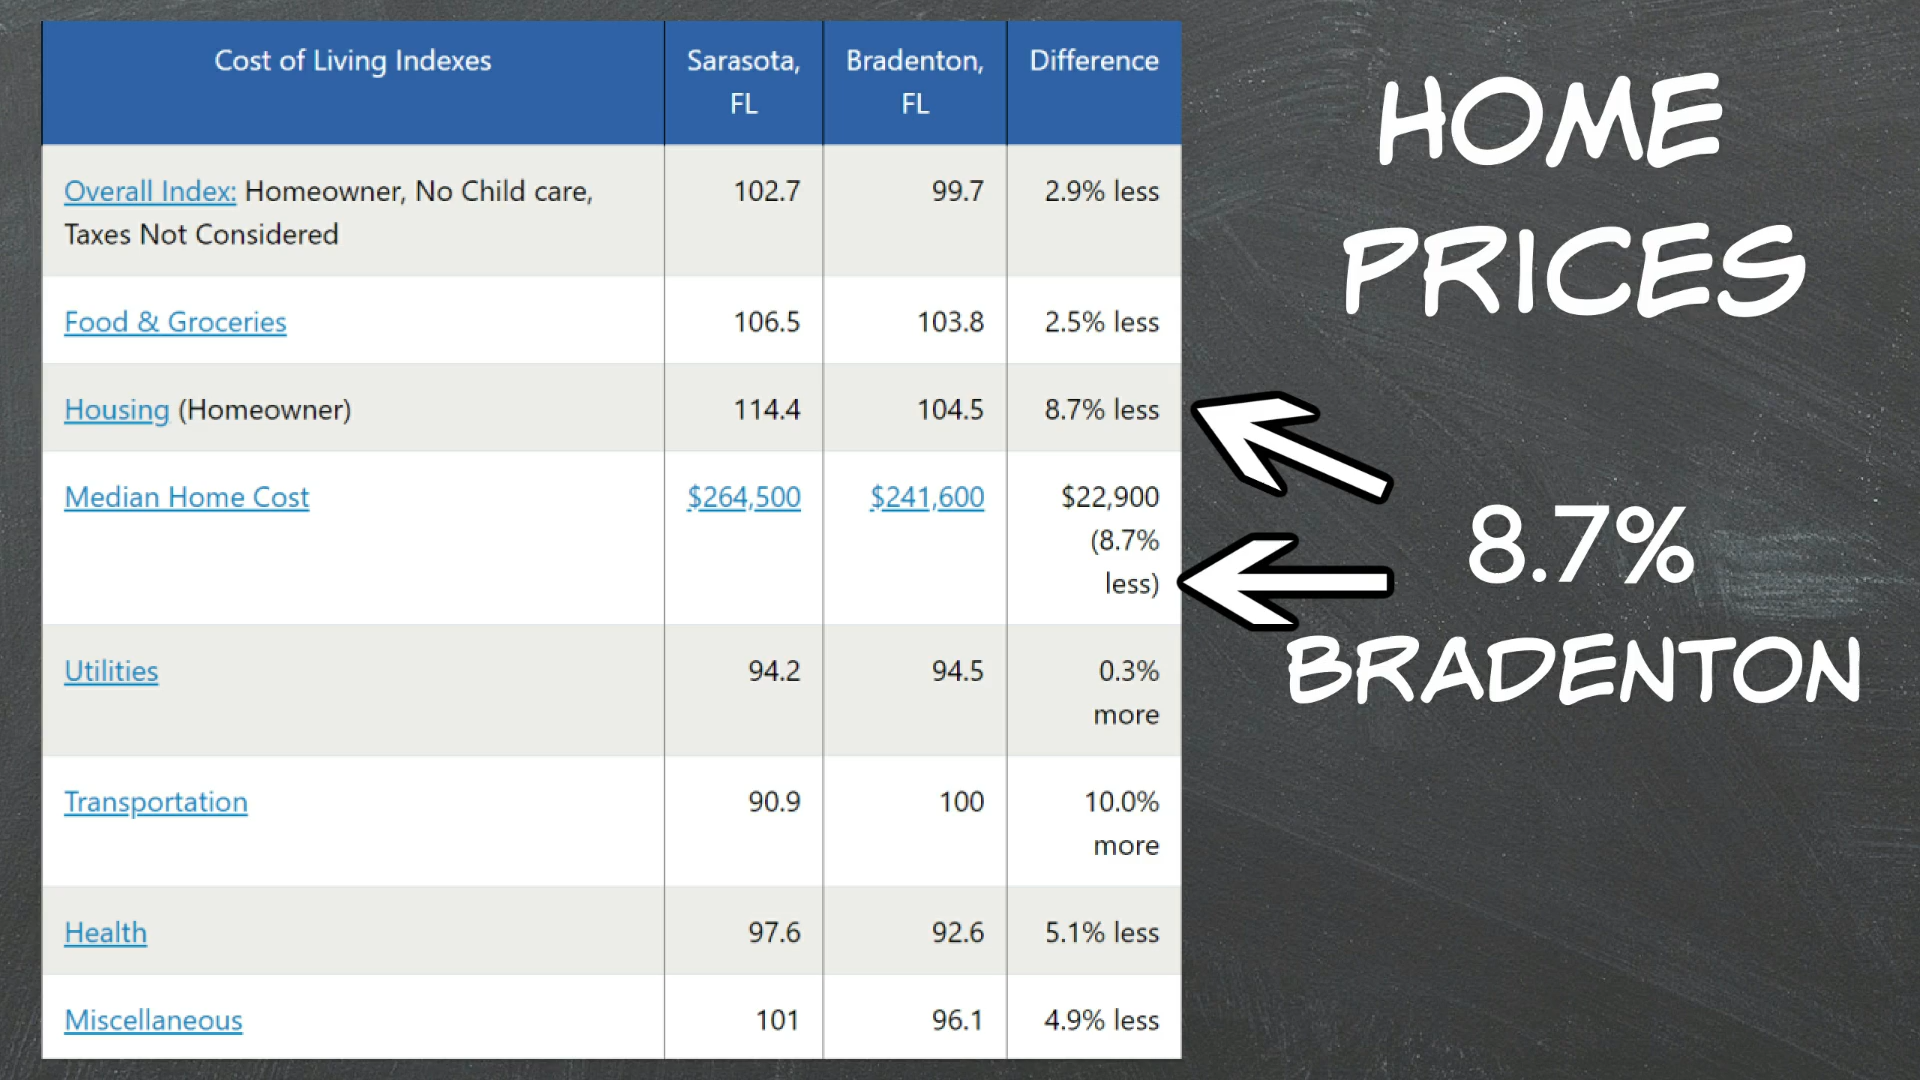 Cost of Living Indexes Sarasota, FL Bradenton, FL Difference
Overall Index: Homeowner, No Child care, Taxes Not Considered 102.7 99.7 2.9% less
Food & Groceries 106.5 103.8 2.5% less
Housing (Homeowner) 114.4 104.5 8.7% less
Median Home Cost $264,500 $241,600 $22,900 (8.7% less)
Utilities 94.2 94.5 0.3% more
Transportation 90.9 100 10.0% more
Health 97.6 92.6 5.1% less
Miscellaneous 101 96.1 4.9% less
HOME
PRICES
8.7%
BRADENTON